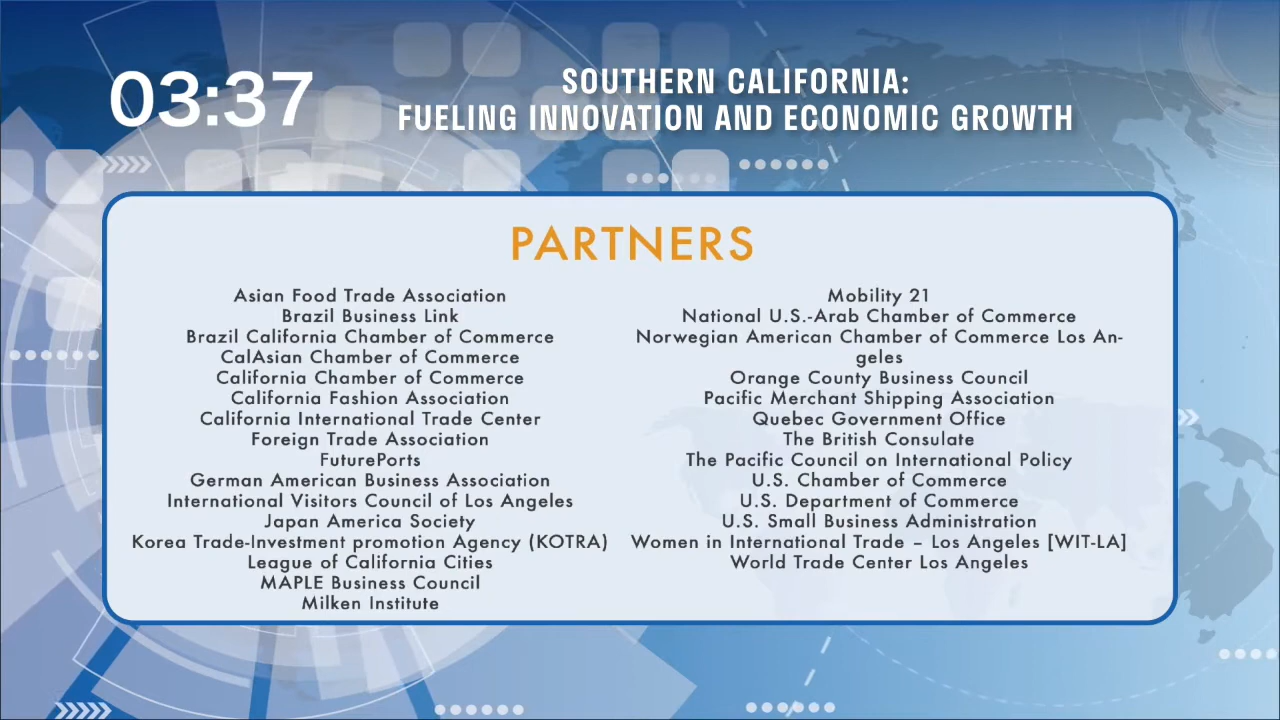 03:37
SOUTHERN CALIFORNIA:
FUELING INNOVATION AND ECONOMIC GROWTH
PARTNERS
Asian Food Trade Association
Brazil Business Link
Brazil California Chamber of Commerce
CalAsian Chamber of Commerce
California Chamber of Commerce
California Fashion Association
California International Trade Center
Foreign Trade Association
FuturePorts
German American Business Association
International Visitors Council of Los Angeles
Japan America Society
Korea Trade-Investment promotion Agency (KOTRA)
League of California Cities
MAPLE Business Council
Milken Institute
Mobility 21
National U.S.-Arab Chamber of Commerce
Norwegian American Chamber of Commerce Los An-
geles
Orange County Business Council
Pacific Merchant Shipping Association
Quebec Government Office
The British Consulate
The Pacific Council on International Policy
U.S. Chamber of Commerce
U.S. Department of Commerce
U.S. Small Business Administration
Women in International Trade – Los Angeles [WIT-LA]
World Trade Center Los Angeles